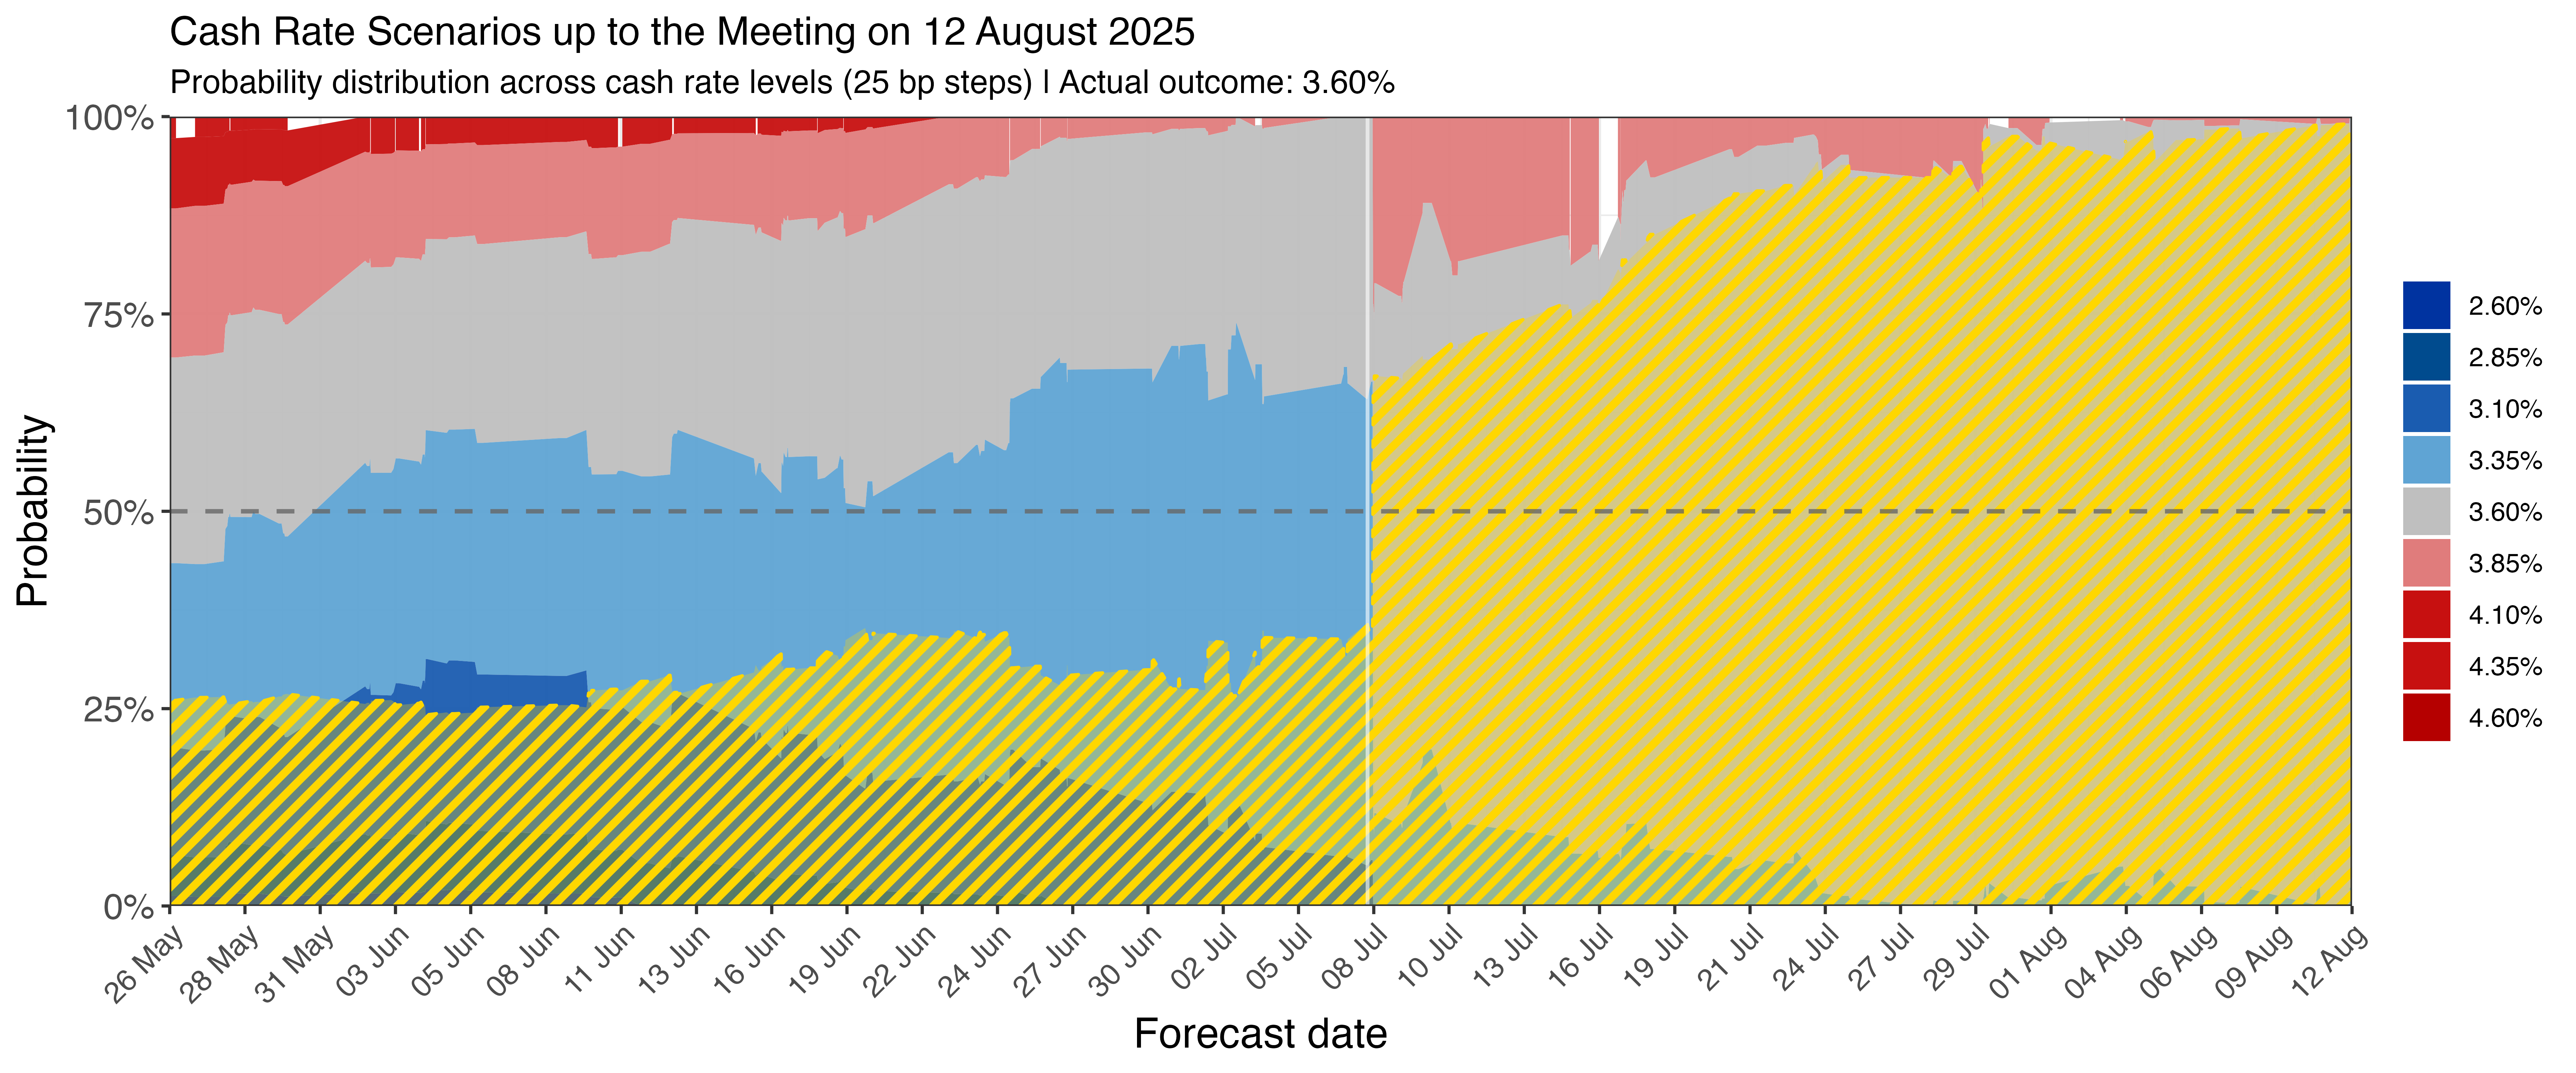 Cash Rate Scenarios up to the Meeting on 12 August 2025
Probability distribution across cash rate levels (25 bp steps) | Actual outcome: 3.60%
100%
75%
50%
25%
0%
Probability
26 May
28 May
31 May
03 Jun
05 Jun
08 Jun
11 Jun
13 Jun
16 Jun
19 Jun
22 Jun
24 Jun
27 Jun
30 Jun
02 Jul
05 Jul
08 Jul
10 Jul
13 Jul
16 Jul
19 Jul
21 Jul
24 Jul
27 Jul
29 Jul
01 Aug
04 Aug
06 Aug
09 Aug
12 Aug
Forecast date
2.60%
2.85%
3.10%
3.35%
3.60%
3.85%
4.10%
4.35%
4.60%